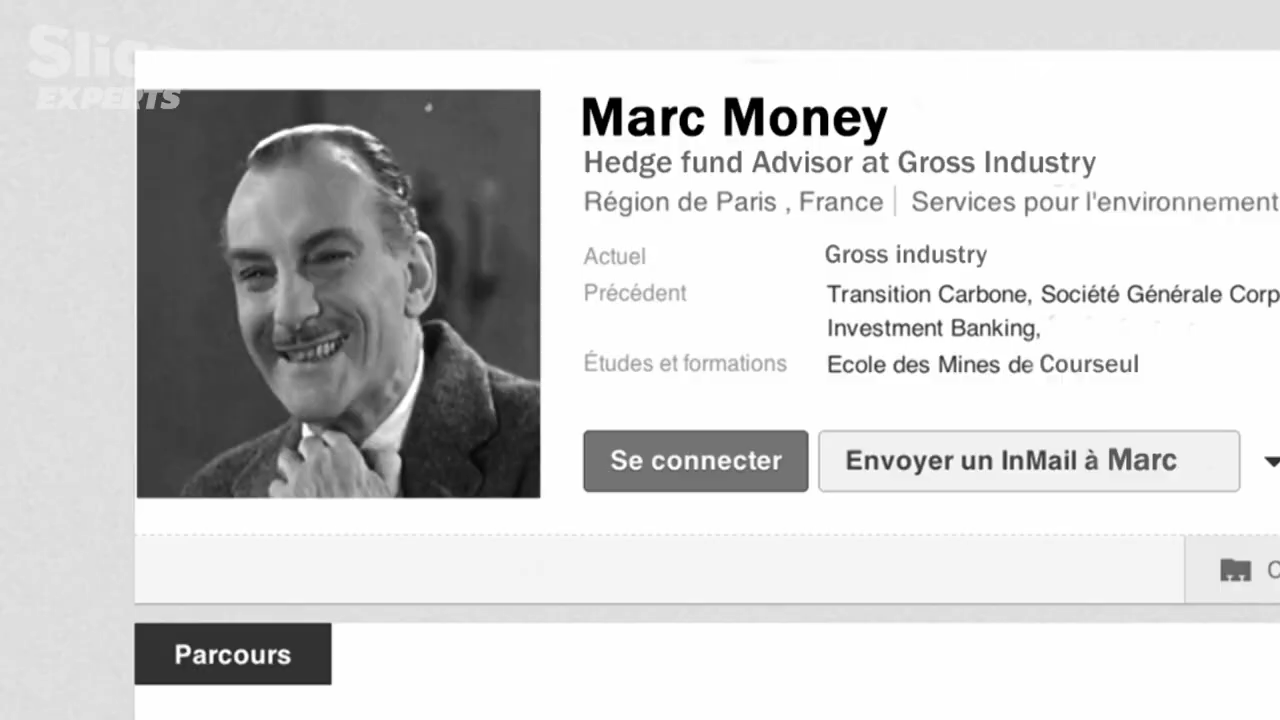 EXPERTS
Marc Money
Hedge fund Advisor at Gross Industry
Région de Paris , France | Services pour l'environnement
Actuel Gross industry
Précédent Transition Carbone, Société Générale Corp
Investment Banking,
Études et formations Ecole des Mines de Courseul
Se connecter Envoyer un InMail à Marc
Parcours